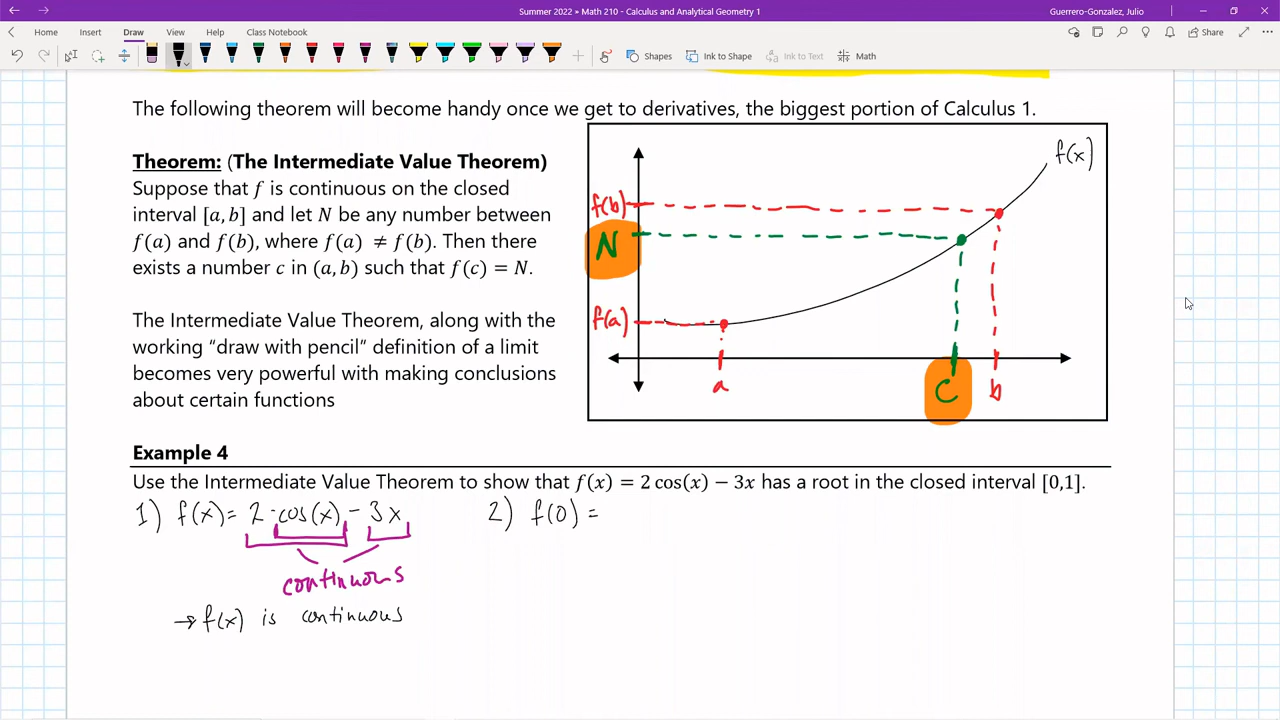 Summer 2022 » Math 210 - Calculus and Analytical Geometry 1
Guerrero-Gonzalez, Julio
Home Insert Draw View Help Class Notebook
Share
Shapes Ink to Shape Ink to Text Math
The following theorem will become handy once we get to derivatives, the biggest portion of Calculus 1.
Theorem: (The Intermediate Value Theorem)
Suppose that f is continuous on the closed
interval [a, b] and let N be any number between
f(a) and f(b), where f(a) ≠ f(b). Then there
exists a number c in (a, b) such that f(c) = N.
The Intermediate Value Theorem, along with the
working “draw with pencil” definition of a limit
becomes very powerful with making conclusions
about certain functions
f(x)
f(b)
N
f(a)
a
C
b
Example 4
Use the Intermediate Value Theorem to show that f(x) = 2 cos(x) − 3x has a root in the closed interval [0,1].
1) f(x) = 2 · cos(x) - 3x
2) f(0) =
continuous
→ f(x) is continuous